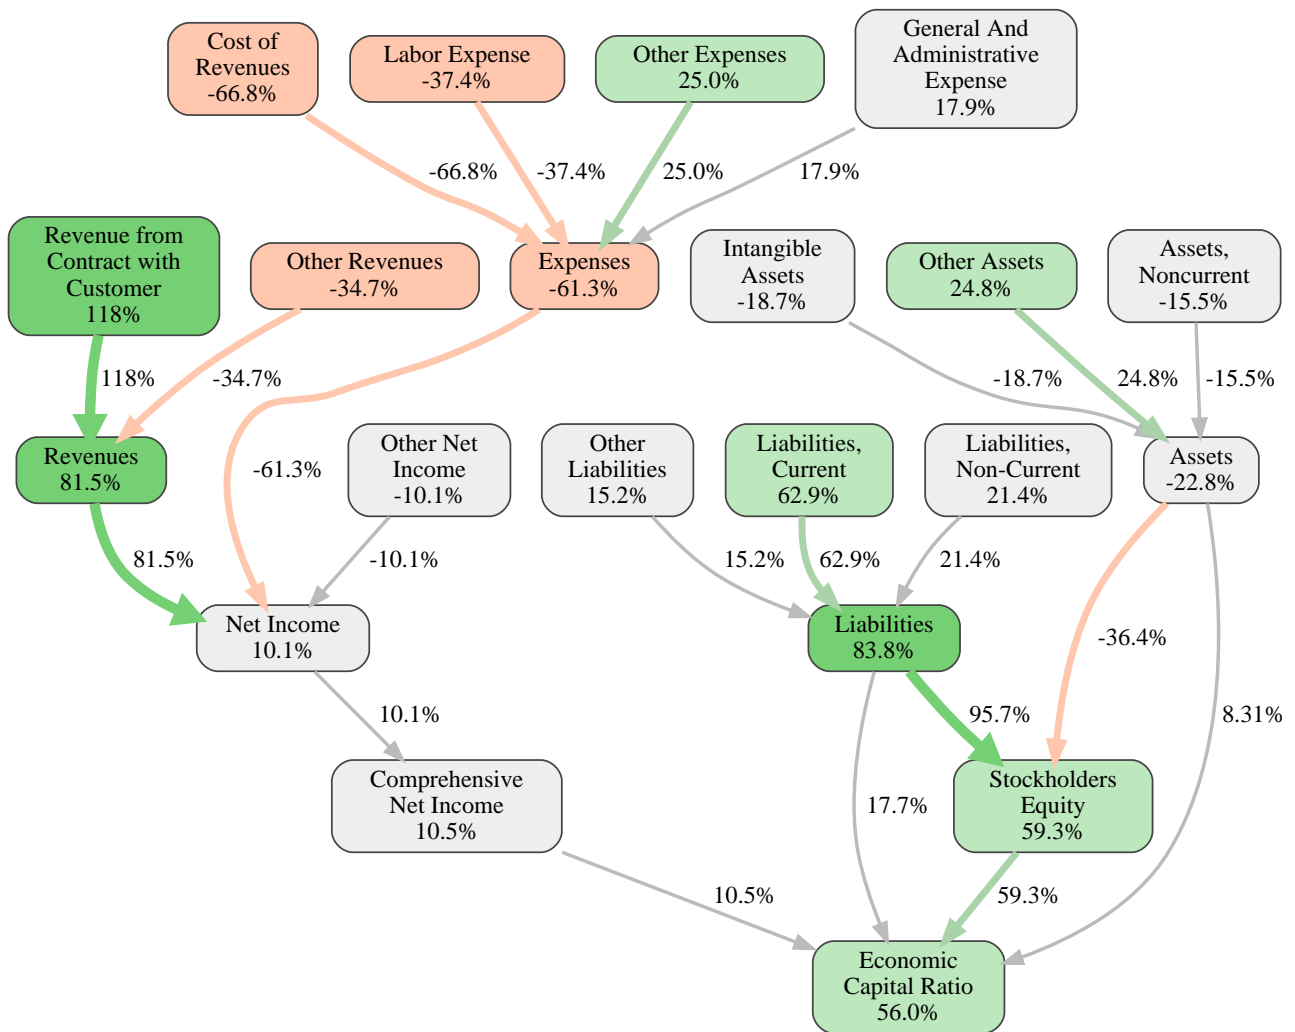 Cost of
Revenues
-66.8%
Labor Expense
-37.4%
Other Expenses
25.0%
General And
Administrative
Expense
17.9%
-66.8%
-37.4%
25.0%
17.9%
Revenue from
Contract with
Customer
118%
Other Revenues
-34.7%
Expenses
-61.3%
Intangible
Assets
-18.7%
Other Assets
24.8%
Assets,
Noncurrent
-15.5%
118%
-34.7%
-18.7%
24.8%
-15.5%
Revenues
81.5%
-61.3%
Other Net
Income
-10.1%
Other
Liabilities
15.2%
Liabilities,
Current
62.9%
Liabilities,
Non-Current
21.4%
Assets
-22.8%
81.5%
-10.1%
15.2%
62.9%
21.4%
Net Income
10.1%
Liabilities
83.8%
-36.4%
10.1%
95.7%
8.31%
Comprehensive
Net Income
10.5%
17.7%
Stockholders
Equity
59.3%
10.5%
59.3%
Economic
Capital Ratio
56.0%